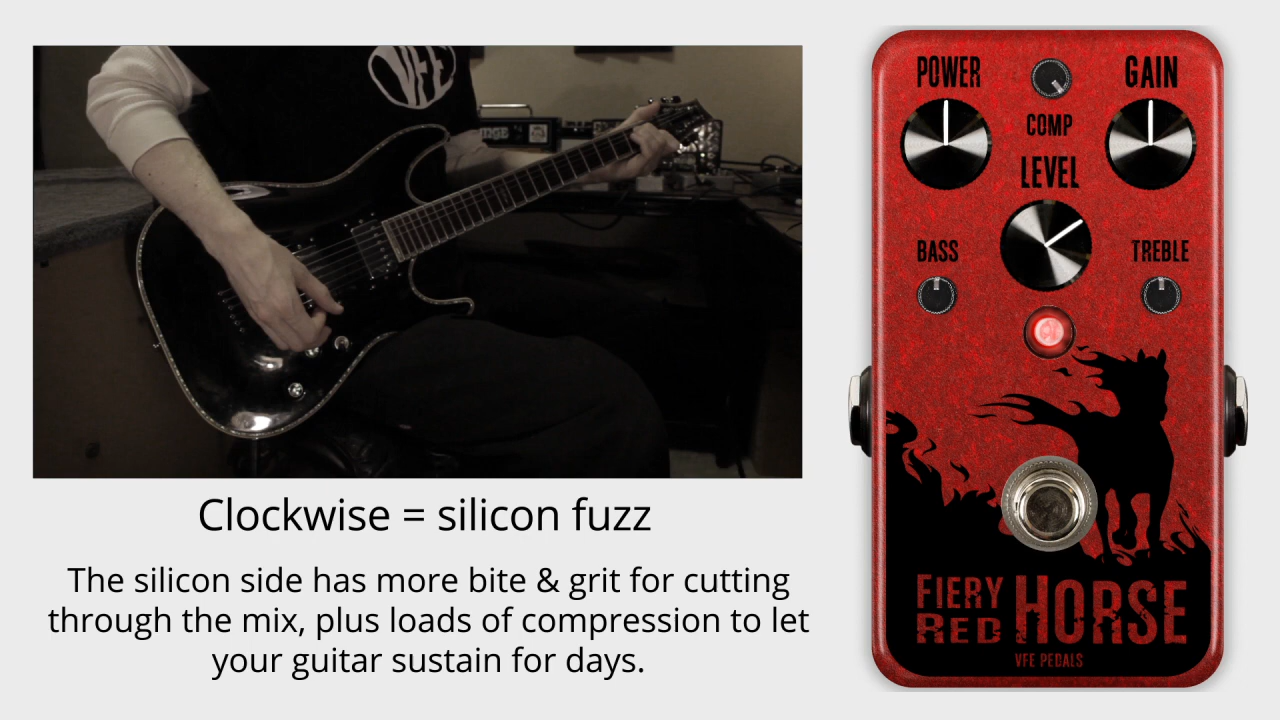 VFE
Clockwise = silicon fuzz
The silicon side has more bite & grit for cutting
through the mix, plus loads of compression to let
your guitar sustain for days.
POWER
COMP
GAIN
LEVEL
BASS
TREBLE
FIERY
RED
HORSE
VFE PEDALS